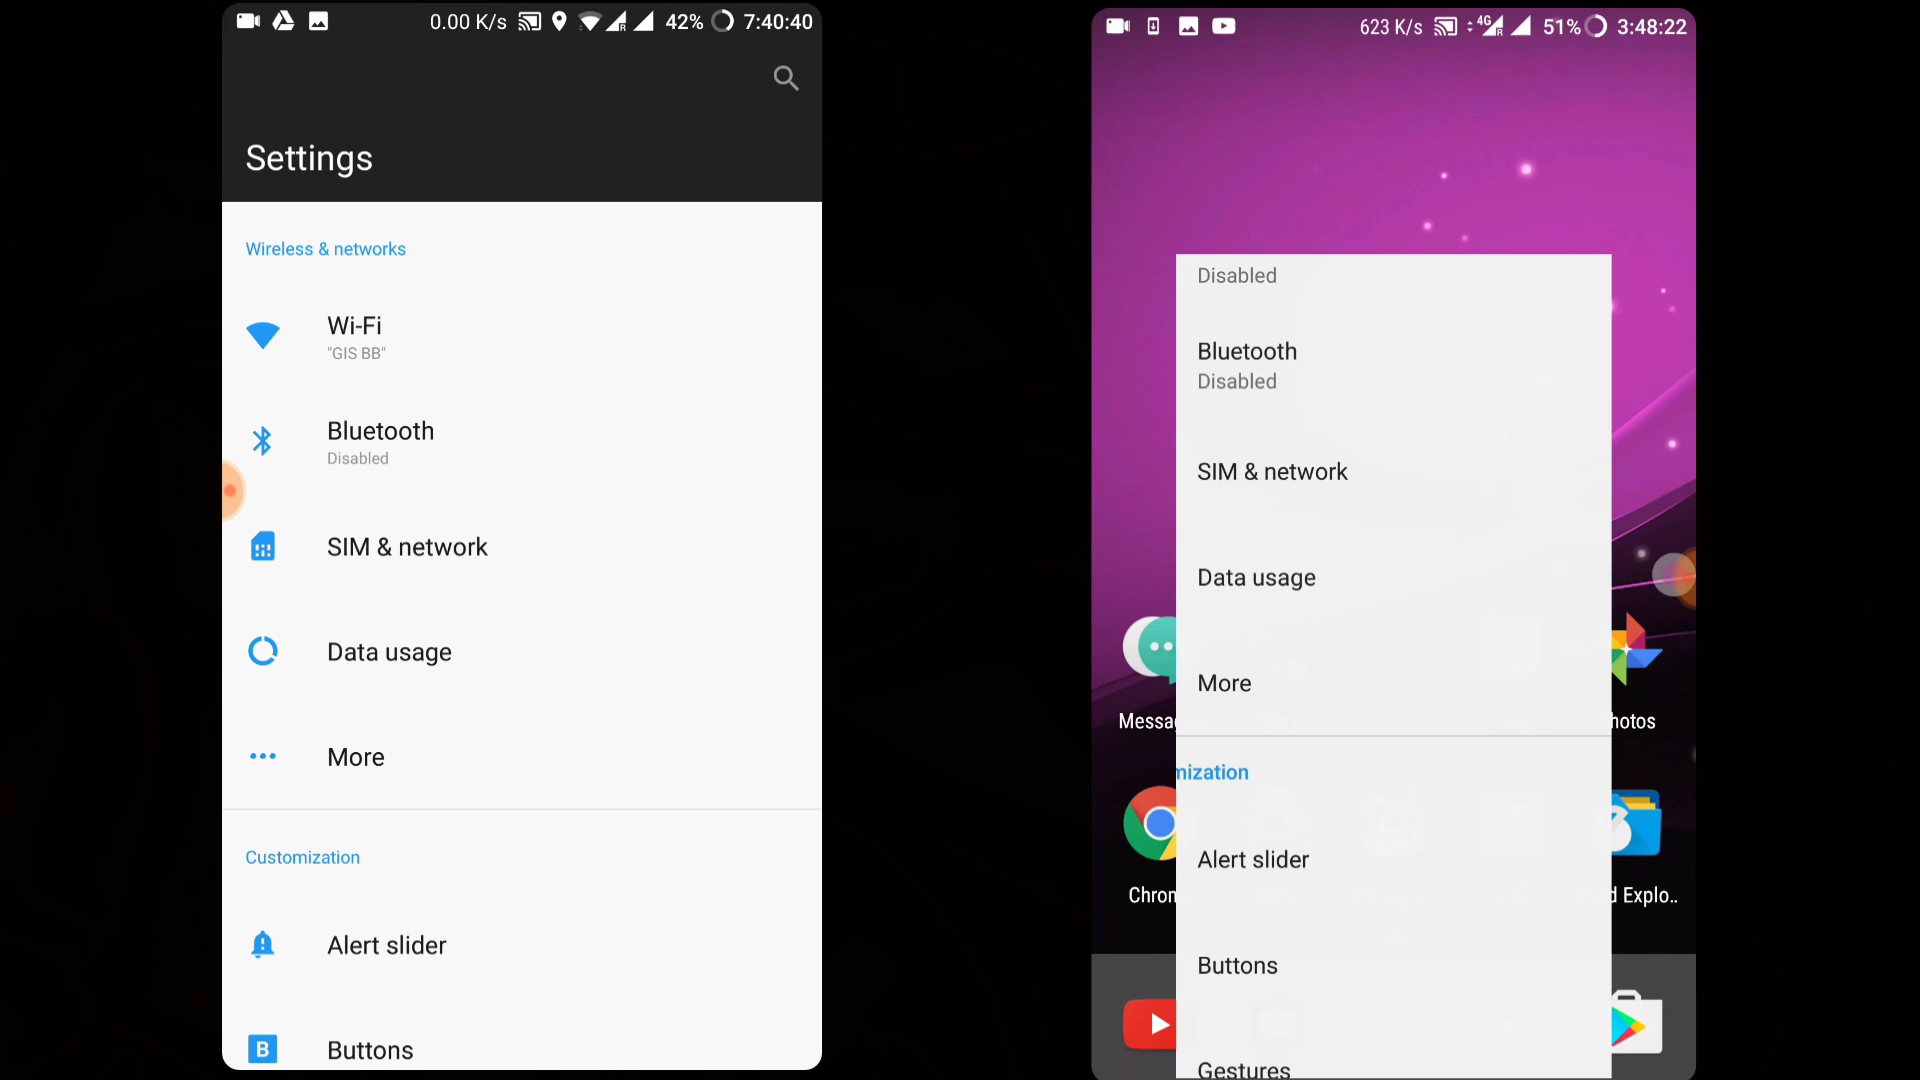 0.00 K/s R 42% 7:40:40
Settings
Wireless & networks
Wi-Fi
"GIS BB"
Bluetooth
Disabled
SIM & network
Data usage
More
Customization
Alert slider
B Buttons
623 K/s 4G R 51% 3:48:22
Disabled
Bluetooth
Disabled
SIM & network
Data usage
More
Messa
hotos
mization
Alert slider
Chron
d Explo..
Buttons
Gestures